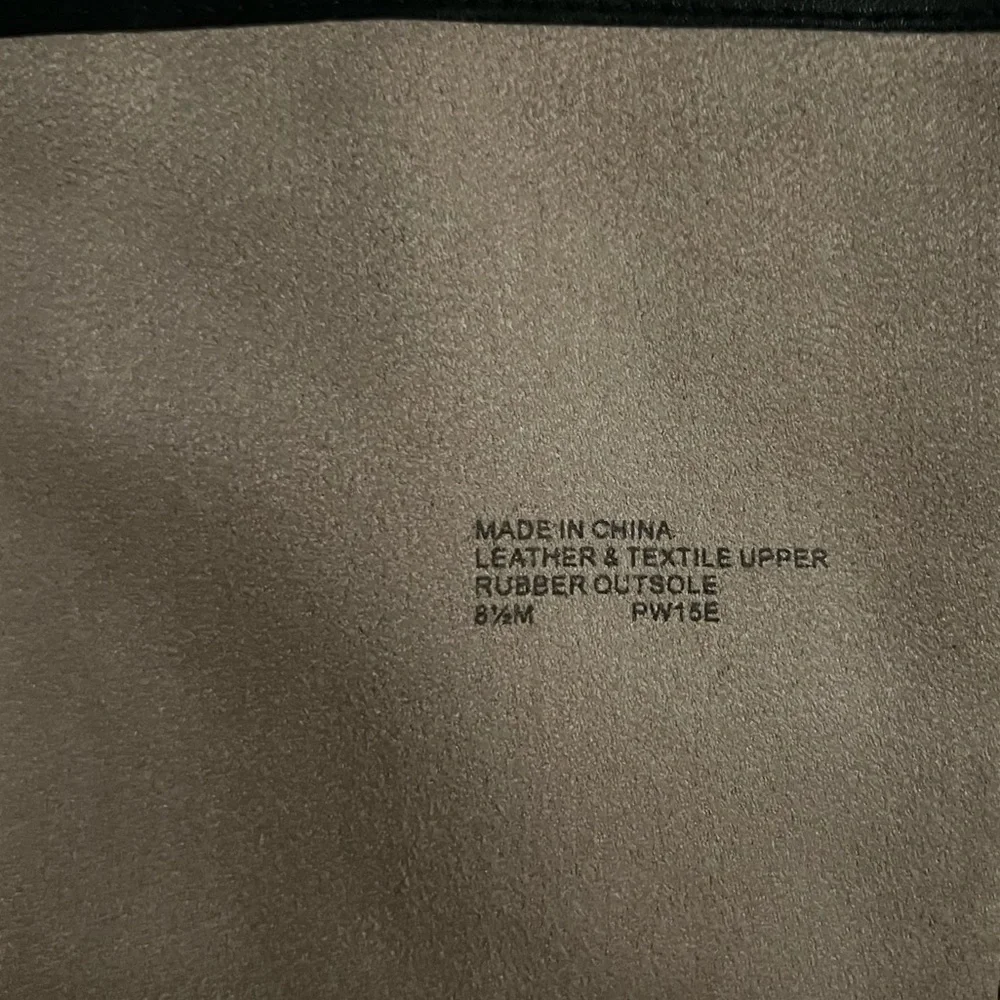 MADE IN CHINA
LEATHER & TEXTILE UPPER
RUBBER OUTSOLE
8½M PW15E